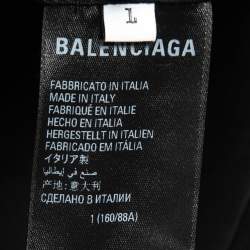 1
BALENCIAGA
FABBRICATO IN ITALIA
MADE IN ITALY
FABRIQUÉ EN ITALIE
HECHO EN ITALIA
HERGESTELLT IN ITALIEN
FABRICADO EM ITÁLIA
イタリア製
صنع في إيطاليا
产地：意大利
СДЕЛАНО В ИТАЛИИ
1 (160/88A)